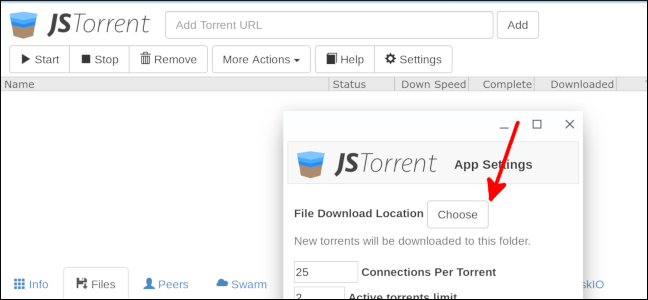 JSTorrent Add Torrent URL Add
Start Stop Remove More Actions Help Settings
Name Status Down Speed Complete Downloaded
JSTorrent App Settings
File Download Location Choose
New torrents will be downloaded to this folder.
25 Connections Per Torrent
Info Files Peers Swarm
2 Active torrents limit